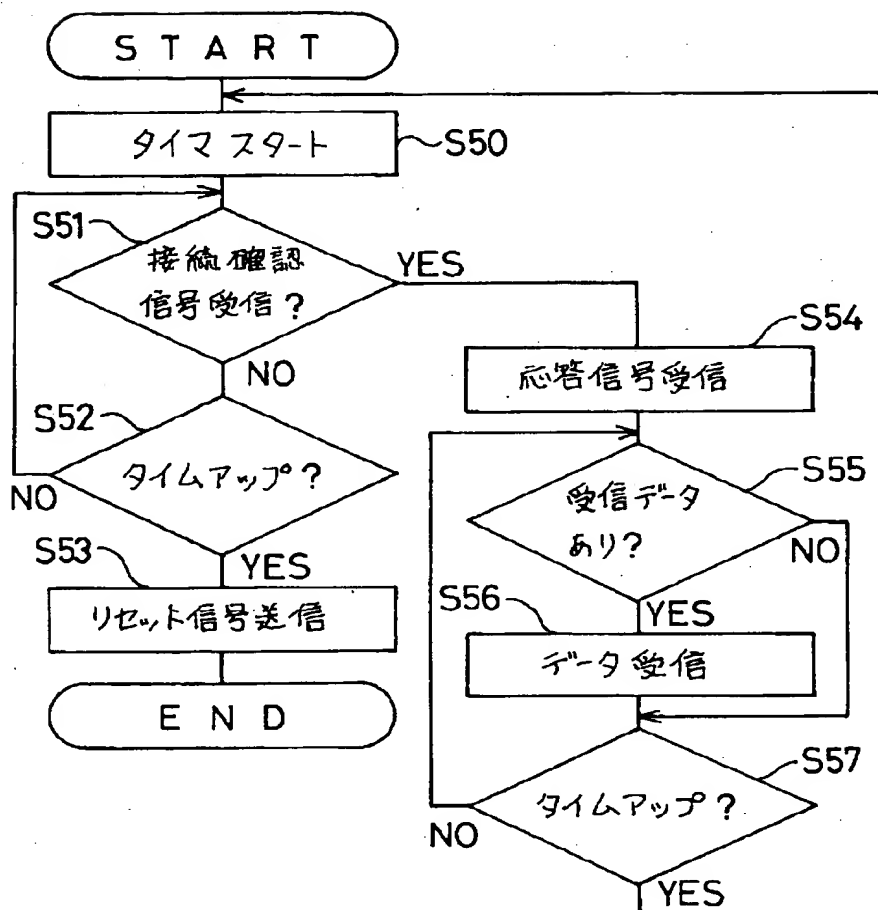 START
タイマ スタート
S50
S51
接続確認
信号受信?
YES
NO
S52
タイムアップ?
NO
YES
S53
リセット信号送信
END
S54
応答信号受信
S55
受信データ
あり?
NO
YES
S56
データ受信
S57
タイムアップ?
NO
YES